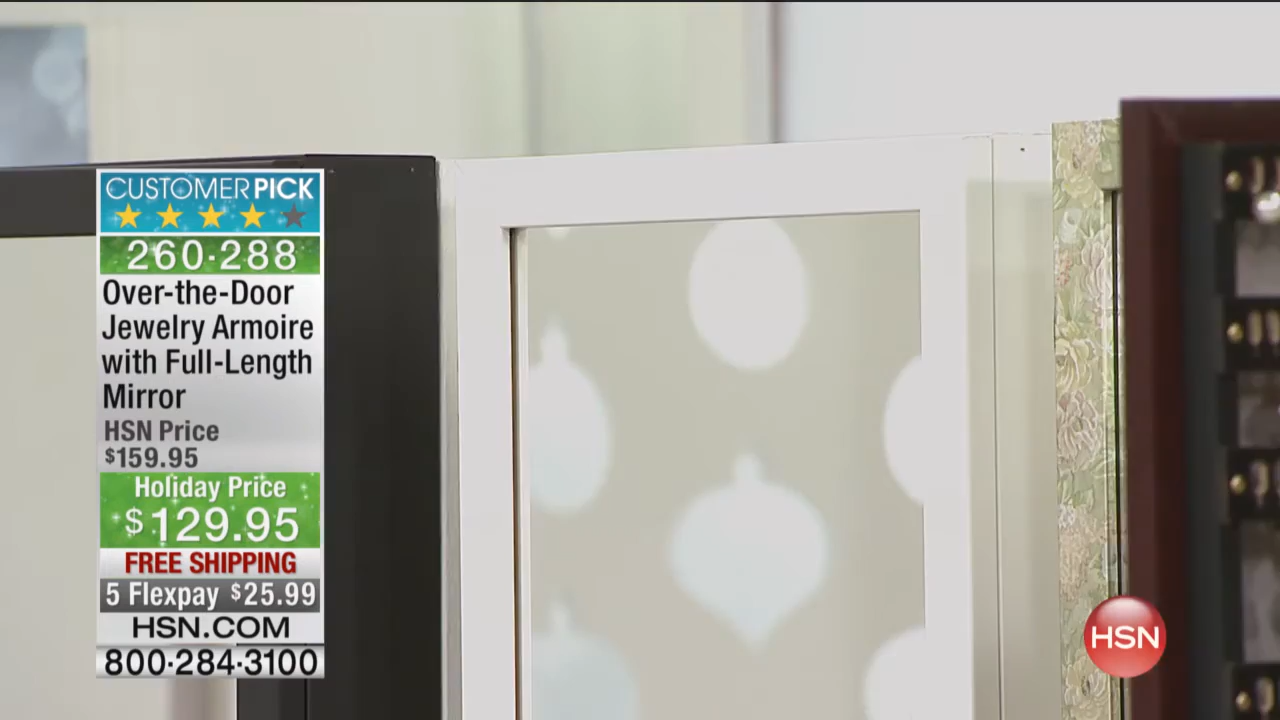 CUSTOMER PICK
260·288
Over-the-Door
Jewelry Armoire
with Full-Length
Mirror
HSN Price
$159.95
Holiday Price
$129.95
FREE SHIPPING
5 Flexpay $25.99
HSN.COM
800·284·3100
HSN